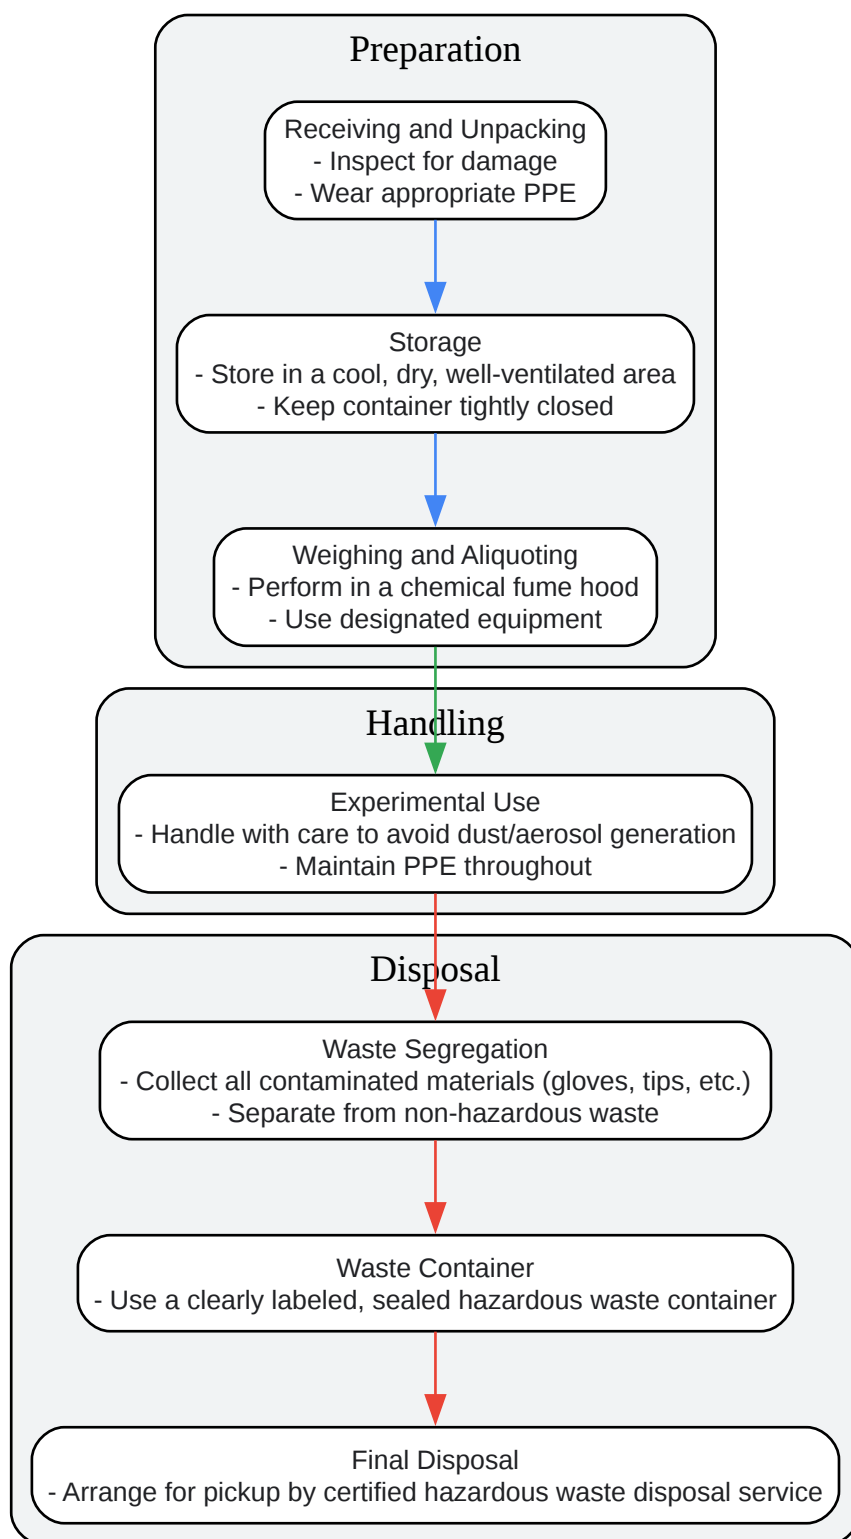 Preparation
Receiving and Unpacking
- Inspect for damage
- Wear appropriate PPE
Storage
- Store in a cool, dry, well-ventilated area
- Keep container tightly closed
Weighing and Aliquoting
- Perform in a chemical fume hood
- Use designated equipment
Handling
Experimental Use
- Handle with care to avoid dust/aerosol generation
- Maintain PPE throughout
Disposal
Waste Segregation
- Collect all contaminated materials (gloves, tips, etc.)
- Separate from non-hazardous waste
Waste Container
- Use a clearly labeled, sealed hazardous waste container
Final Disposal
- Arrange for pickup by certified hazardous waste disposal service